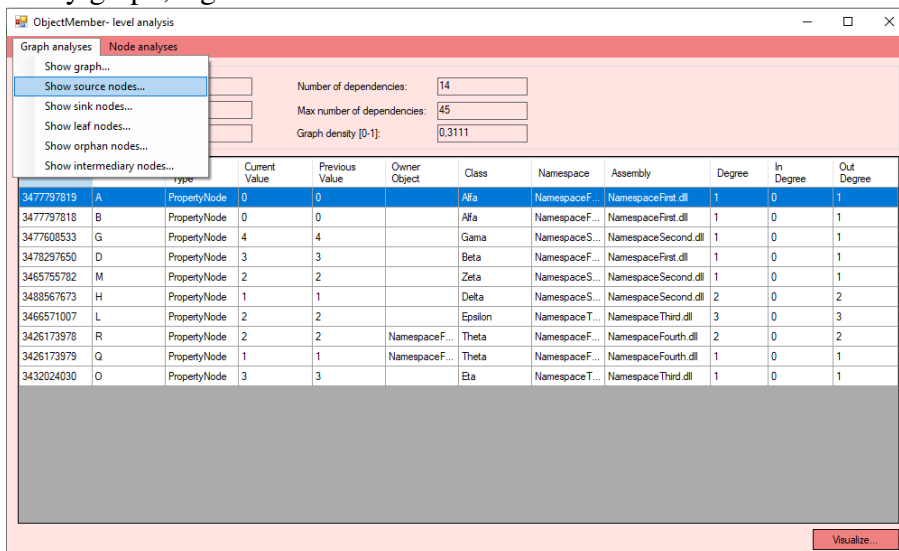 ObjectMember- level analysis
Graph analyses Node analyses
Show graph...
Show source nodes...
Show sink nodes...
Show leaf nodes...
Show orphan nodes...
Show intermediary nodes...
Number of dependencies: 14
Max number of dependencies: 45
Graph density [0-1]: 0,3111
Type Current Value Previous Value Owner Object Class Namespace Assembly Degree In Degree Out Degree
3477797819 A PropertyNode 0 0 Alfa NamespaceF... NamespaceFirst.dll 1 0 1
3477797818 B PropertyNode 0 0 Alfa NamespaceF... NamespaceFirst.dll 1 0 1
3477608533 G PropertyNode 4 4 Gama NamespaceS... NamespaceSecond.dll 1 0 1
3478297650 D PropertyNode 3 3 Beta NamespaceF... NamespaceFirst.dll 1 0 1
3465755782 M PropertyNode 2 2 Zeta NamespaceS... NamespaceSecond.dll 1 0 1
3488567673 H PropertyNode 1 1 Delta NamespaceS... NamespaceSecond.dll 2 0 2
3466571007 L PropertyNode 2 2 Epsilon NamespaceT... NamespaceThird.dll 3 0 3
3426173978 R PropertyNode 2 2 NamespaceF... Theta NamespaceF... NamespaceFourth.dll 2 0 2
3426173979 Q PropertyNode 1 1 NamespaceF... Theta NamespaceF... NamespaceFourth.dll 1 0 1
3432024030 O PropertyNode 3 3 Eta NamespaceT... NamespaceThird.dll 1 0 1
Visualize...